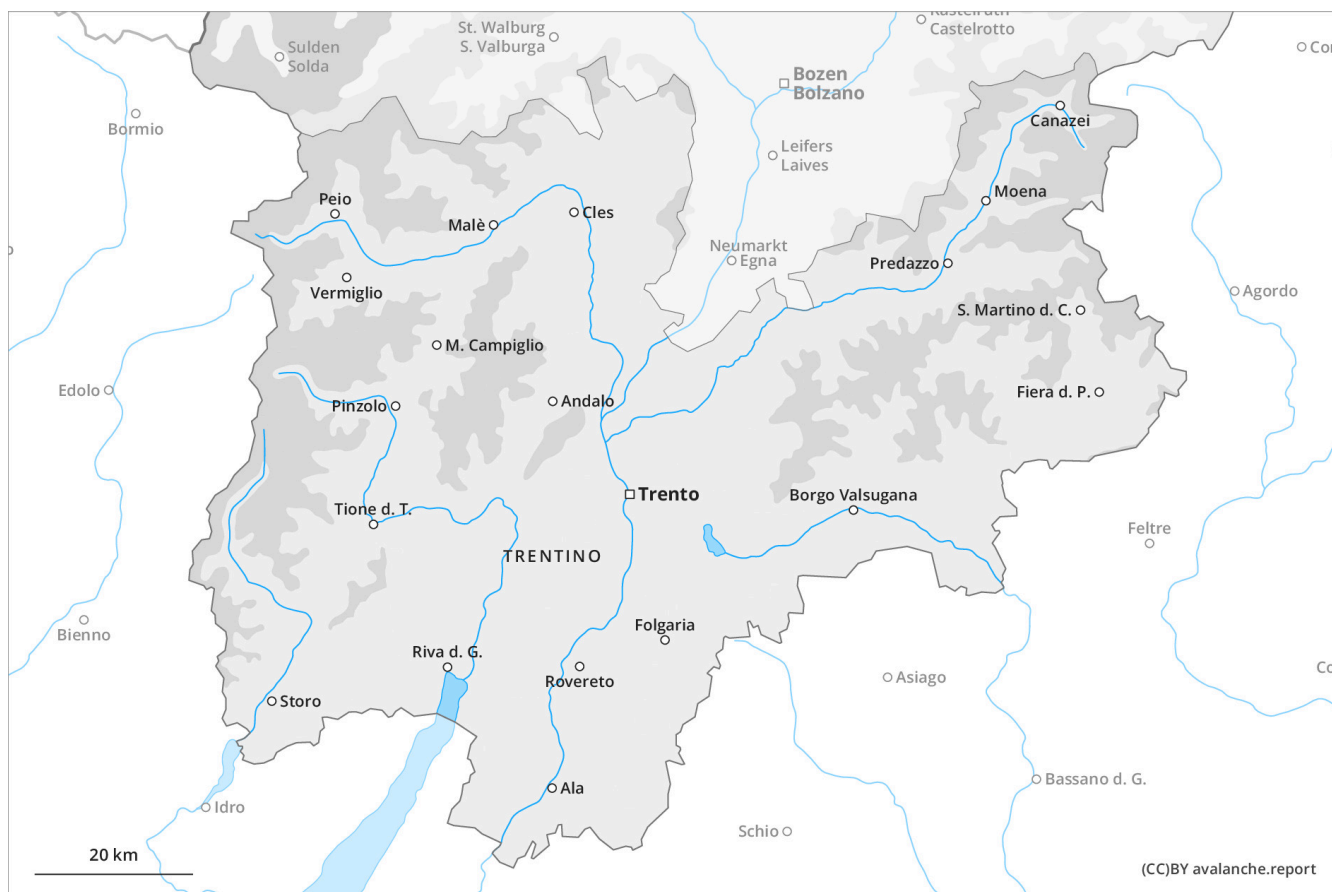 Kastelruth
Castelrotto
St. Walburg
S. Valburga
Sulden
Solda
Bozen
Bolzano
Bormio
Canazei
Leifers
Laives
Moena
Peio
Malè
Cles
Neumarkt
Egna
Predazzo
Vermiglio
Agordo
S. Martino d. C.
M. Campiglio
Edolo
Pinzolo
Andalo
Fiera d. P.
Trento
Borgo Valsugana
Tione d. T.
Feltre
TRENTINO
Bienno
Folgaria
Riva d. G.
Rovereto
Asiago
Storo
Bassano d. G.
Ala
Idro
Schio
20 km
(CC)BY avalanche.report